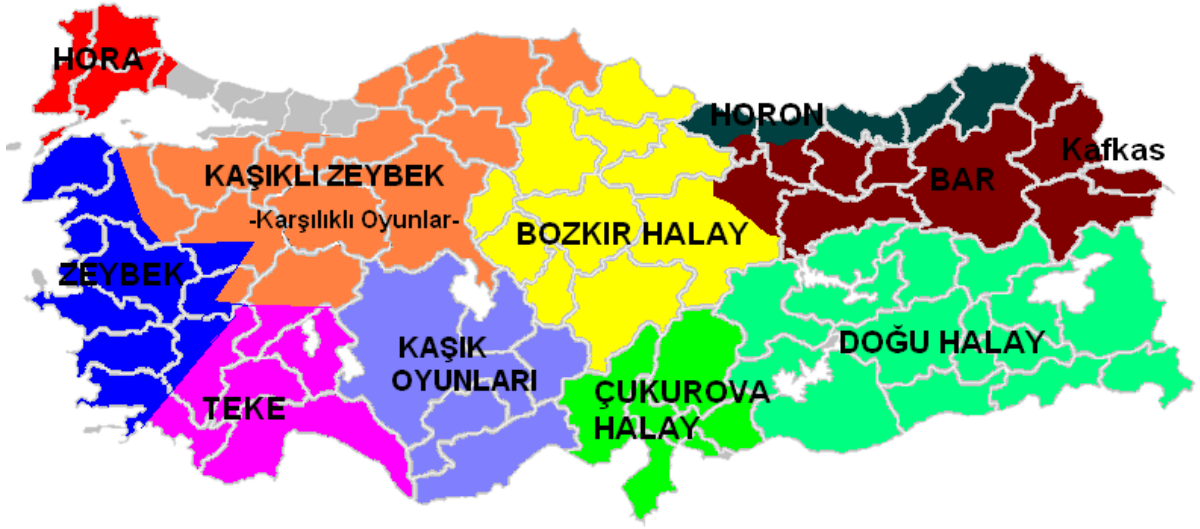 HORA
HORON
Kafkas
KAŞIKLI ZEYBEK
BAR
-Karşılıklı Oyunlar-
BOZKIR HALAY
ZEYBEK
DOĞU HALAY
KAŞIK
OYUNLARI
ÇUKUROVA
HALAY
TEKE